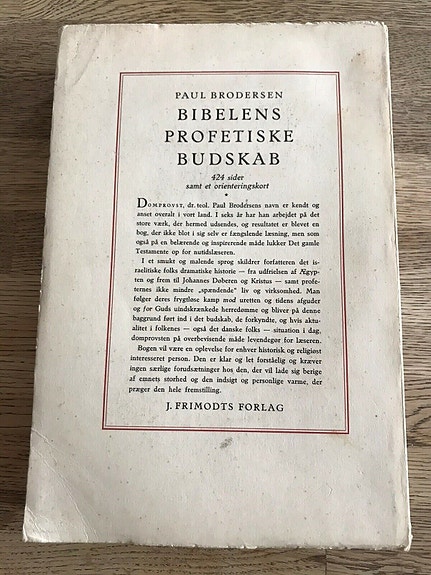 PAUL BRODERSEN
BIBELENS
PROFETISKE
BUDSKAB
424 sider
samt et orienteringskort
•
DOMPROVST, dr. teol. Paul Brodersens navn er kendt og
anset overalt i vort land. I seks år har han arbejdet på det
store værk, der hermed udsendes, og resultatet er blevet en
bog, der ikke blot i sig selv er fængslende læsning, men som
også på en belærende og inspirerende måde lukker Det gamle
Testamente op for nutidslæseren.
I et smukt og malende sprog skildrer forfatteren det is-
raelitiske folks dramatiske historie — fra udfrielsen af Ægyp-
ten og frem til Johannes Døberen og Kristus — samt profe-
ternes ikke mindre „spændende" liv og virksomhed. Man
følger deres frygtløse kamp mod uretten og tidens afguder
og for Guds undskrænkede herredømme og bliver på denne
baggrund ført ind i det budskab, de forkyndte, og hvis aktu-
alitet i folkenes — også det danske folks — situation i dag,
domprovsten på overbevisende måde levendegør for læseren.
Bogen vil være en oplevelse for enhver historisk og religiøst
interesseret person. Den er klar og let forståelig og kræver
ingen særlige forudsætninger hos den, der vil lade sig berige
af emnets storhed og den indsigt og personlige varme, der
præger den hele fremstilling.
J. FRIMODTS FORLAG